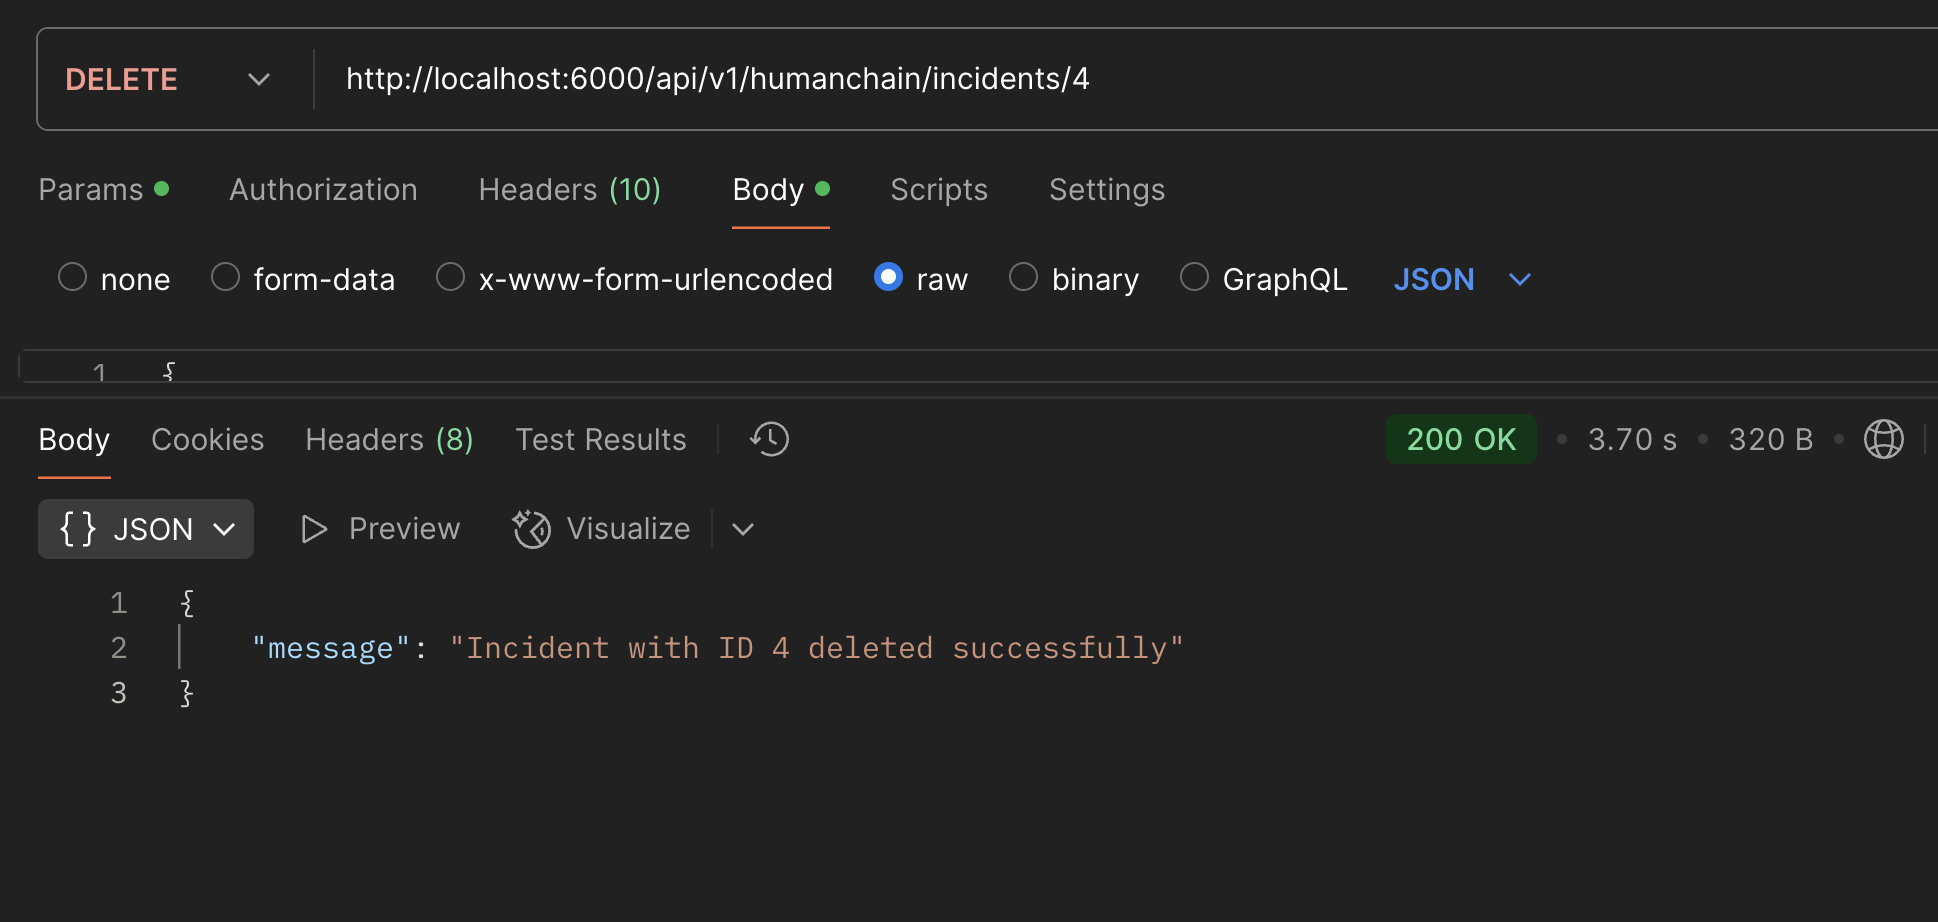 DELETE http://localhost:6000/api/v1/humanchain/incidents/4
Params Authorization Headers (10) Body Scripts Settings
none form-data x-www-form-urlencoded raw binary GraphQL JSON
1 {
Body Cookies Headers (8) Test Results 200 OK • 3.70 s • 320 B •
{} JSON Preview Visualize
1 {
2 "message": "Incident with ID 4 deleted successfully"
3 }